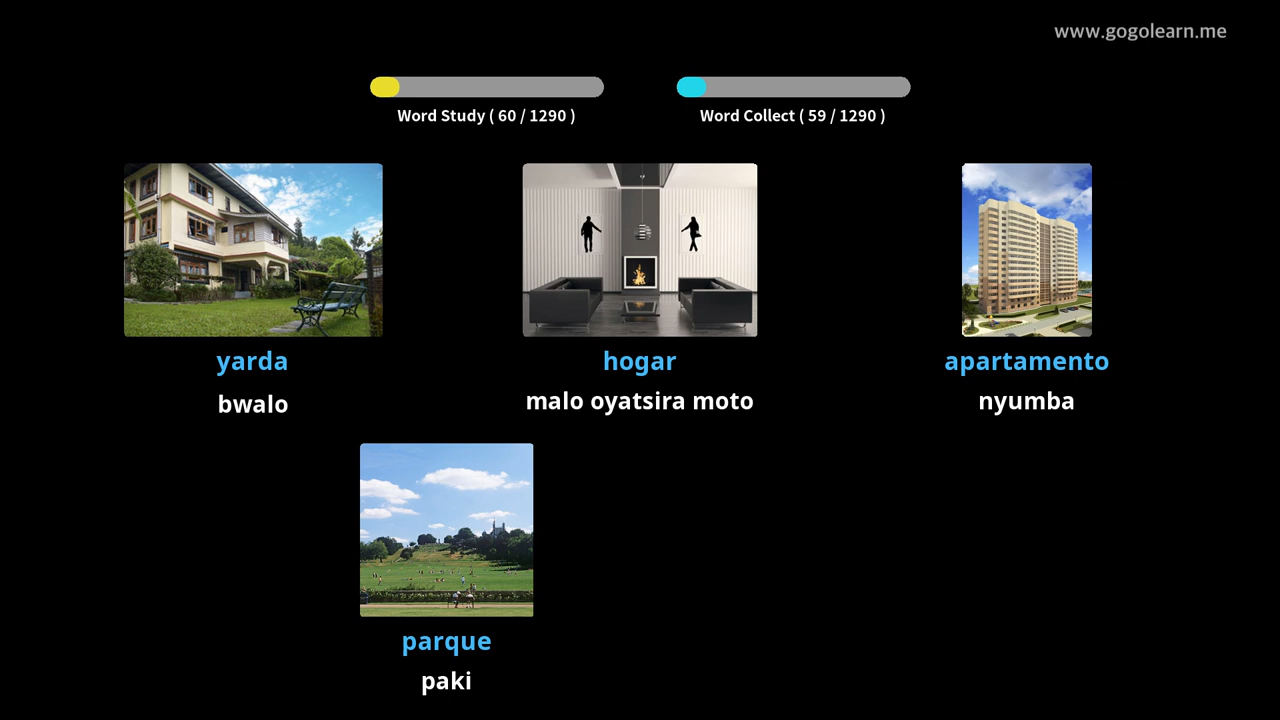 www.gogolearn.me
Word Study ( 60 / 1290 )
Word Collect ( 59 / 1290 )
yarda
hogar
apartamento
bwalo
malo oyatsira moto
nyumba
parque
paki